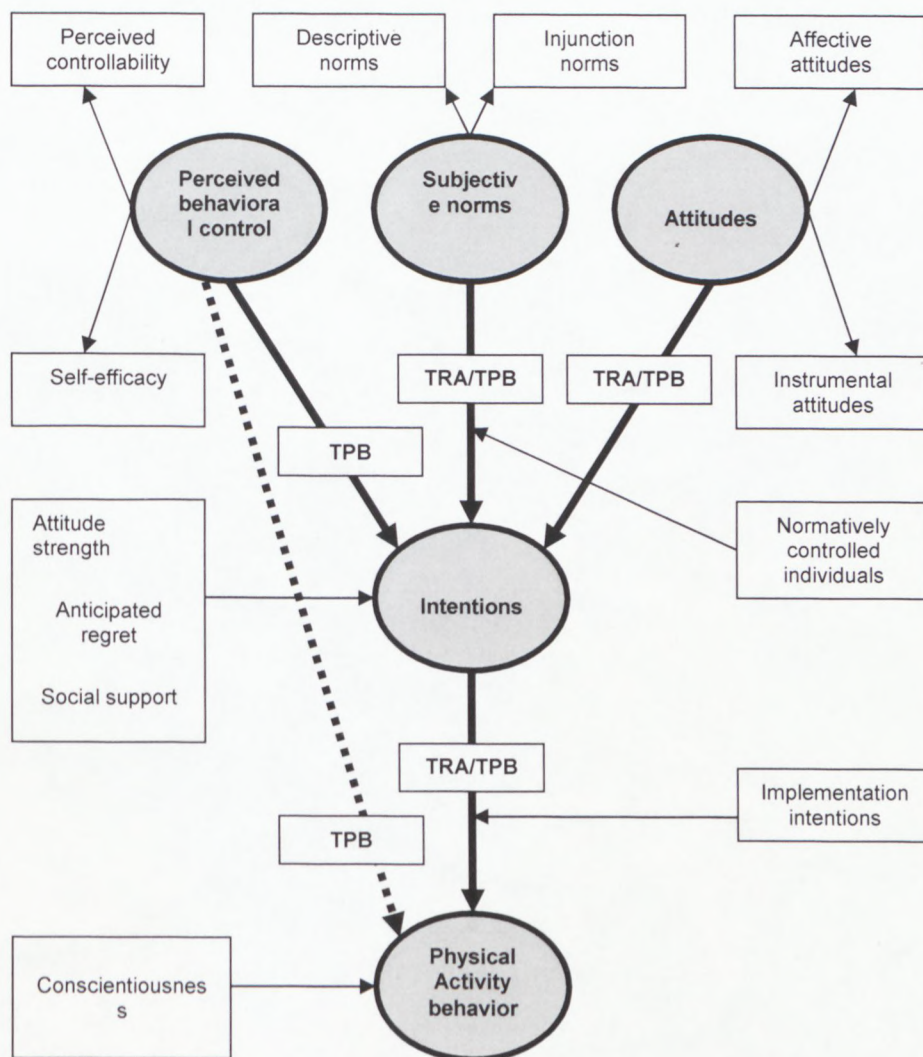 Perceived
controllability
Descriptive
norms
Injunction
norms
Affective
attitudes
Perceived
behaviora
l control
Subjectiv
e norms
Attitudes
Self-efficacy
TRA/TPB
TRA/TPB
Instrumental
attitudes
TPB
Attitude
strength
Anticipated
regret
Social support
Normatively
controlled
individuals
Intentions
TRA/TPB
Implementation
intentions
TPB
Conscientiousnes
s
Physical
Activity
behavior